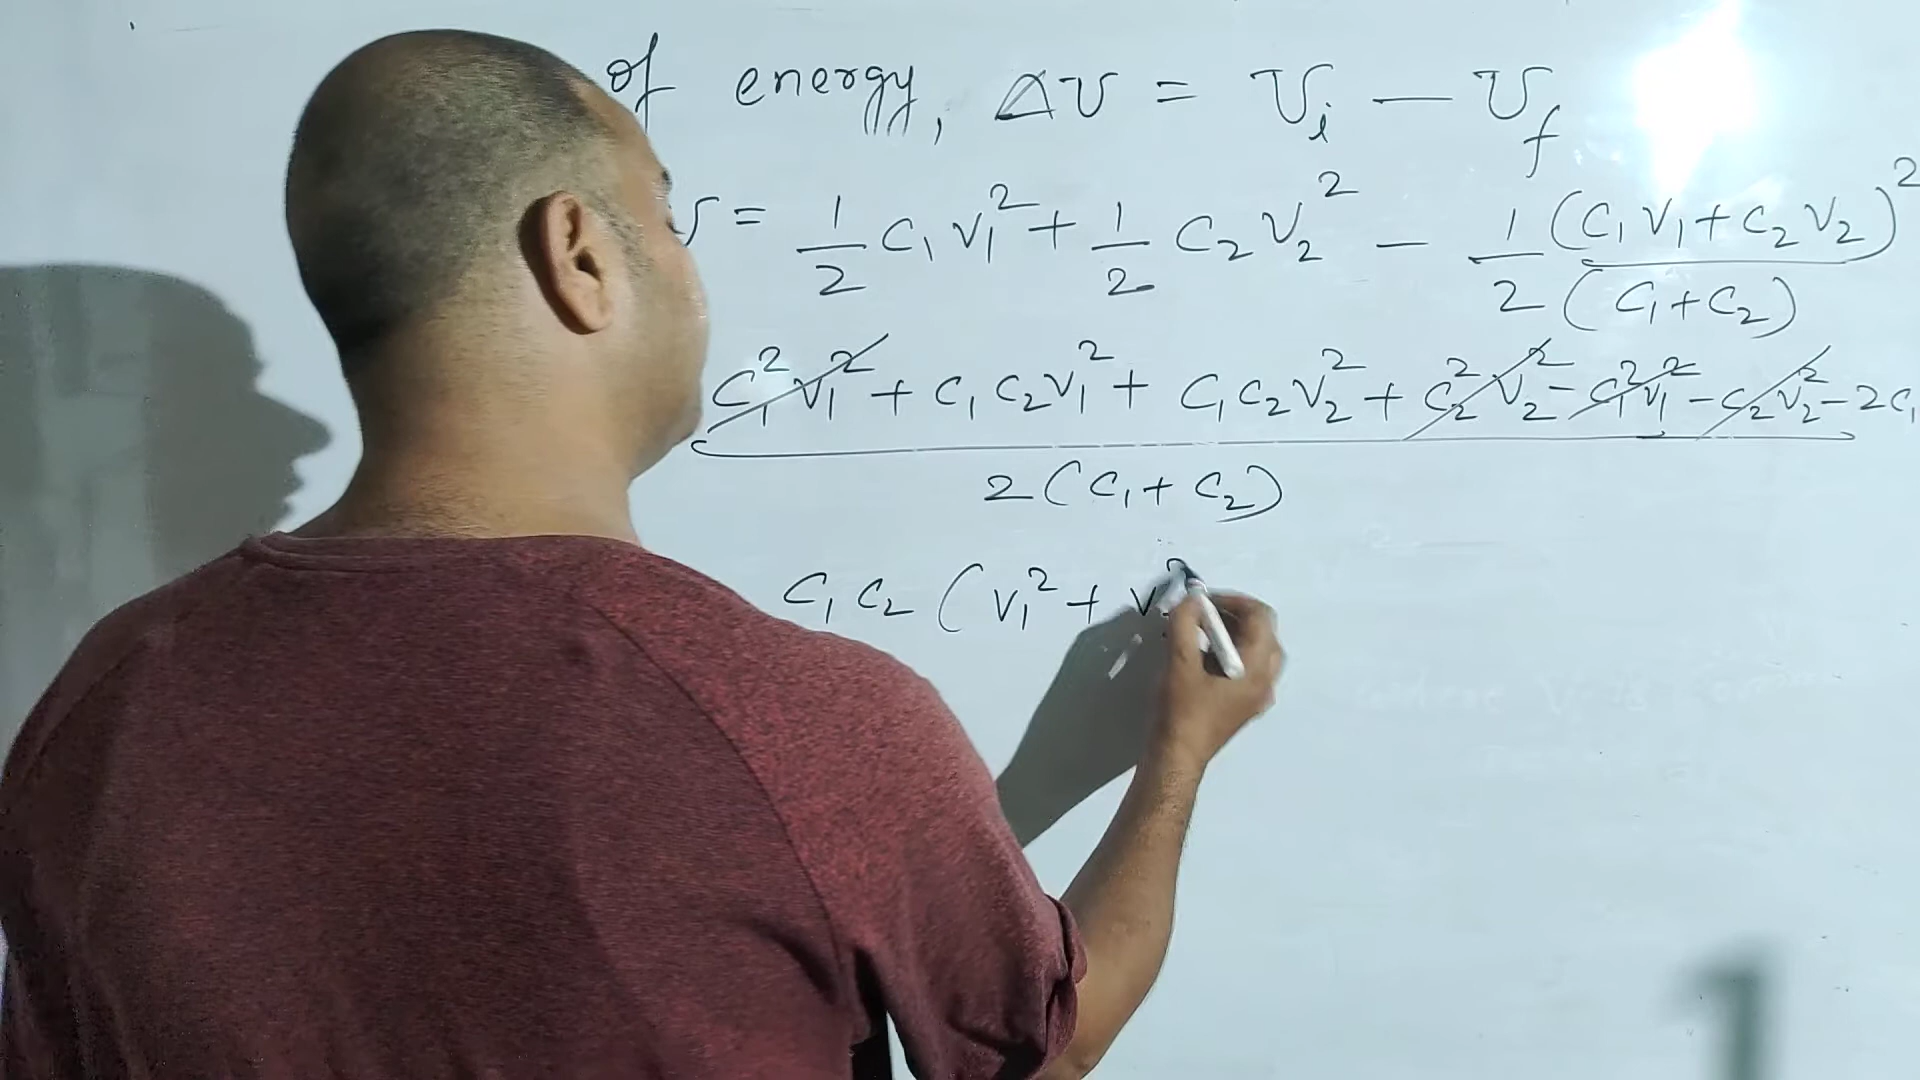 of energy, ΔU = U_i — U_f
= 1/2 C₁V₁² + 1/2 C₂V₂² — 1/2 (C₁V₁+C₂V₂)²/(C₁+C₂)
C₁²V₁² + C₁C₂V₁² + C₁C₂V₂² + C₂²V₂² – C₁²V₁² – C₂²V₂² – 2C₁
2(C₁+C₂)
C₁C₂(V₁² + V